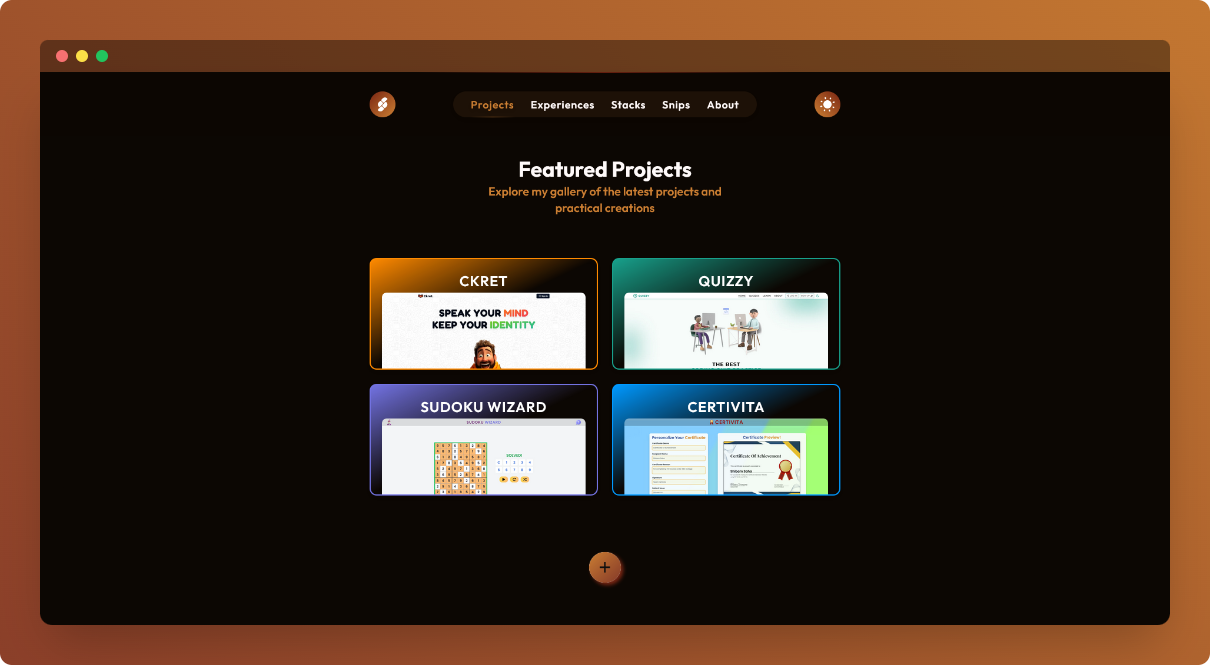 Projects Experiences Stacks Snips About
Featured Projects
Explore my gallery of the latest projects and
practical creations
CKRET
SPEAK YOUR MIND
KEEP YOUR IDENTITY
QUIZZY
THE BEST
SUDOKU WIZARD
SUDOKU WIZARD
SOLVED!
CERTIVITA
CERTIVITA
Personalize Your Certificate
Certificate Preview!
Certificate Of Achievement